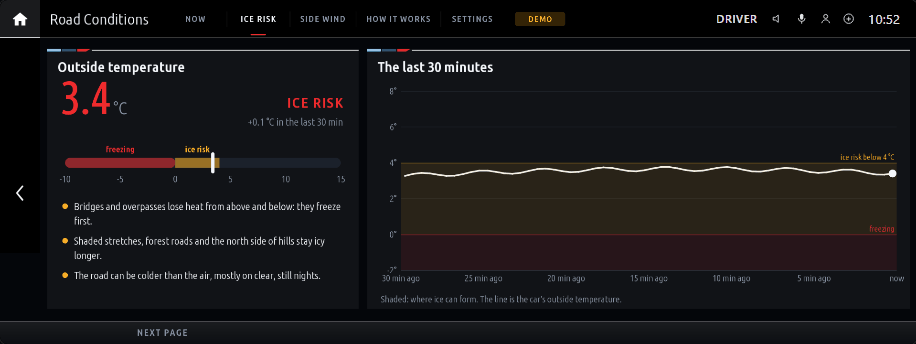 Road Conditions
NOW
ICE RISK
SIDE WIND
HOW IT WORKS
SETTINGS
DEMO
DRIVER
10:52
Outside temperature
3.4 °C
ICE RISK
+0.1 °C in the last 30 min
freezing
ice risk
-10 -5 0 5 10 15
Bridges and overpasses lose heat from above and below: they freeze
first.
Shaded stretches, forest roads and the north side of hills stay icy
longer.
The road can be colder than the air, mostly on clear, still nights.
The last 30 minutes
8°
6°
4°
ice risk below 4 °C
2°
0°
freezing
-2°
30 min ago 25 min ago 20 min ago 15 min ago 10 min ago 5 min ago now
Shaded: where ice can form. The line is the car's outside temperature.
NEXT PAGE